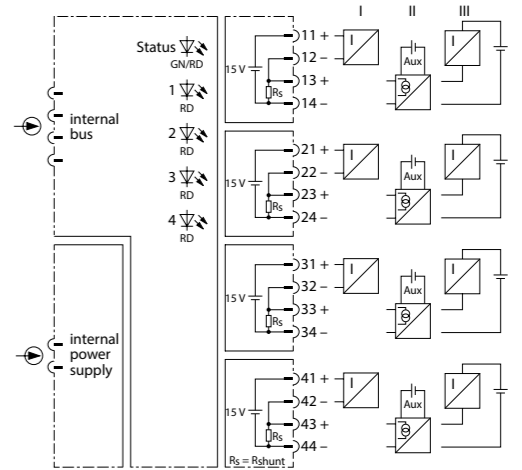 I II III
Status
GN/RD
1
RD
2
RD
3
RD
4
RD
internal
bus
internal
power
supply
15 V
11 +
12 −
13 +
14 −
Rs
I
Aux
I
15 V
21 +
22 −
23 +
24 −
Rs
I
Aux
I
15 V
31 +
32 −
33 +
34 −
Rs
I
Aux
I
15 V
41 +
42 −
43 +
44 −
Rs
I
Aux
I
Rs = Rshunt